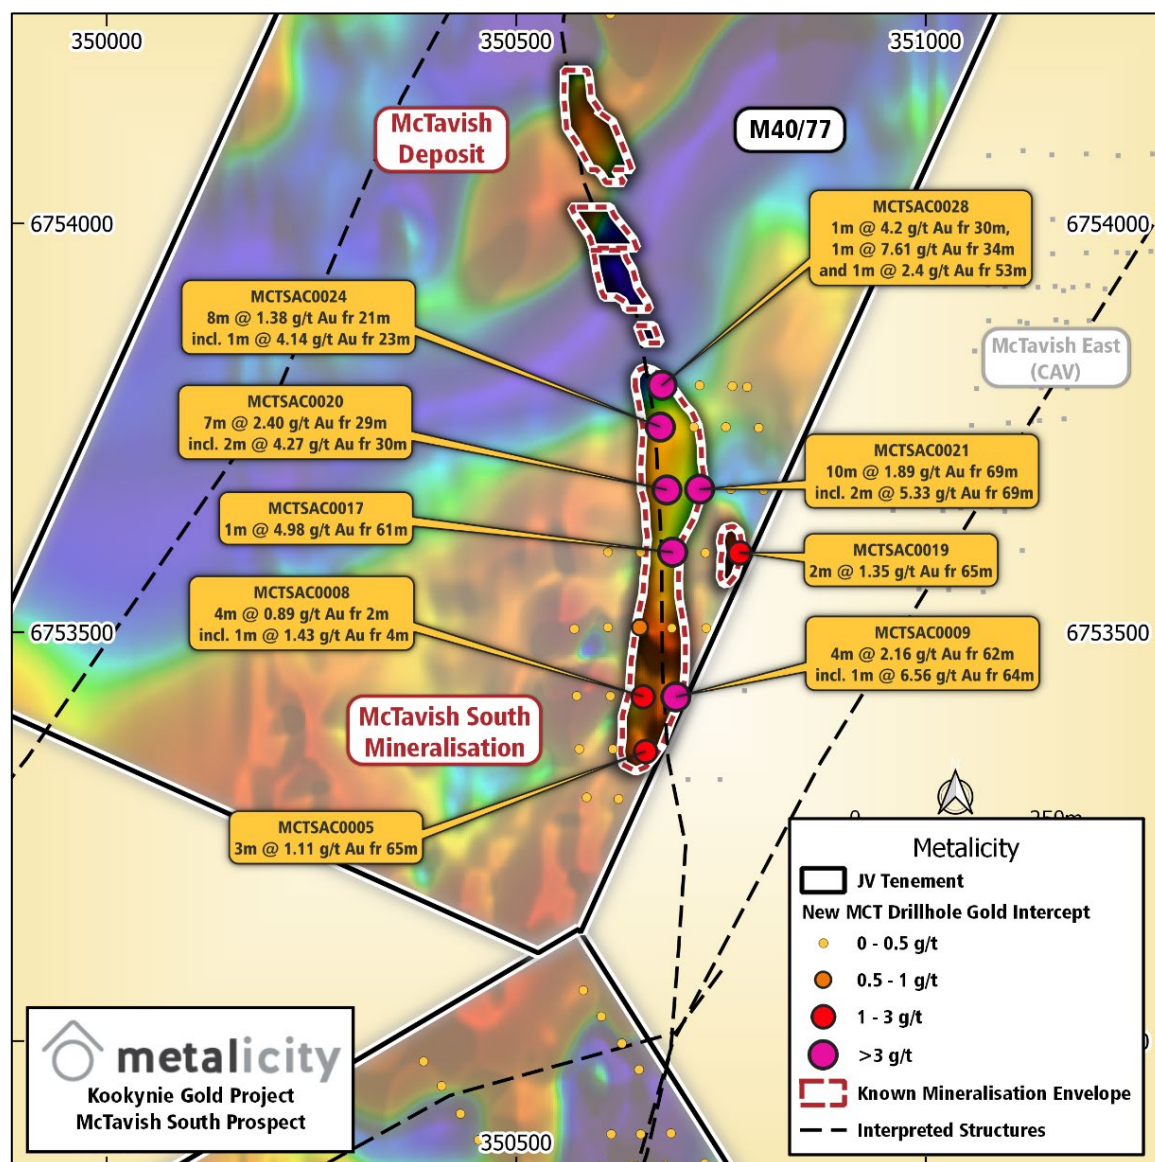 350000
350500
351000
McTavish
Deposit
M40/77
6754000
6754000
MCTSAC0028
1m @ 4.2 g/t Au fr 30m,
1m @ 7.61 g/t Au fr 34m
and 1m @ 2.4 g/t Au fr 53m
MCTSAC0024
8m @ 1.38 g/t Au fr 21m
incl. 1m @ 4.14 g/t Au fr 23m
McTavish East
(CAV)
MCTSAC0020
7m @ 2.40 g/t Au fr 29m
incl. 2m @ 4.27 g/t Au fr 30m
MCTSAC0021
10m @ 1.89 g/t Au fr 69m
incl. 2m @ 5.33 g/t Au fr 69m
MCTSAC0017
1m @ 4.98 g/t Au fr 61m
MCTSAC0019
2m @ 1.35 g/t Au fr 65m
MCTSAC0008
4m @ 0.89 g/t Au fr 2m
incl. 1m @ 1.43 g/t Au fr 4m
6753500
6753500
MCTSAC0009
4m @ 2.16 g/t Au fr 62m
incl. 1m @ 6.56 g/t Au fr 64m
McTavish South
Mineralisation
MCTSAC0005
3m @ 1.11 g/t Au fr 65m
N
Metalicity
JV Tenement
New MCT Drillhole Gold Intercept
0 - 0.5 g/t
0.5 - 1 g/t
1 - 3 g/t
>3 g/t
Known Mineralisation Envelope
Interpreted Structures
metalicity
Kookynie Gold Project
McTavish South Prospect
350500